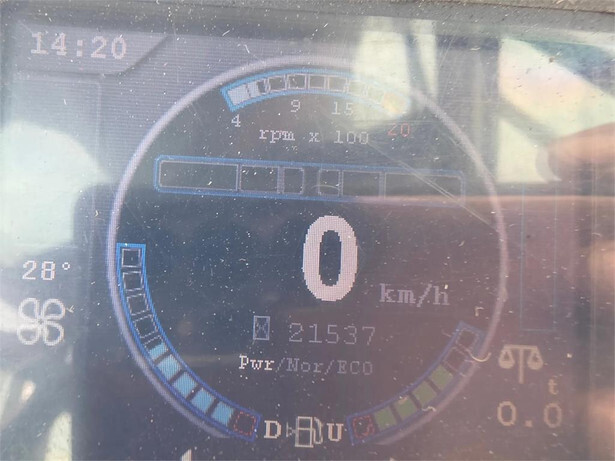 14:20
4 9 15 20
rpm x 100
0
km/h
28°
21537
Pwr/Nor/ECO
t
D U
0.0